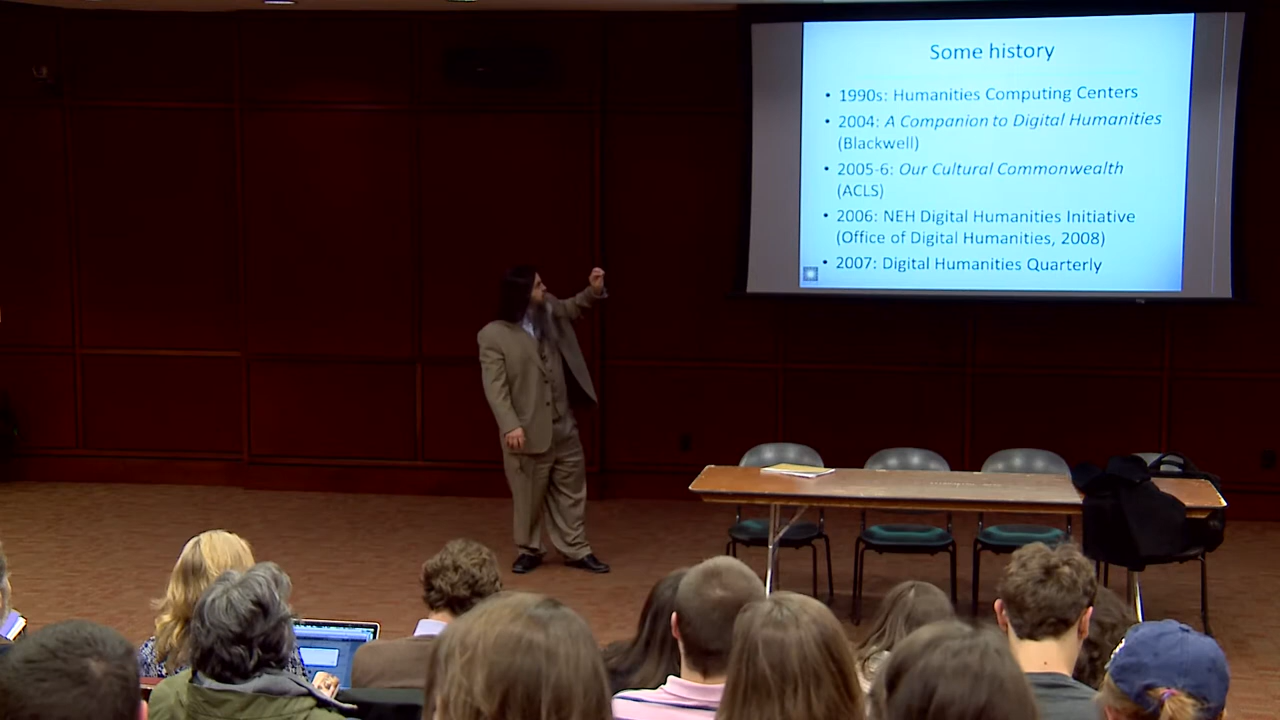 Some history
• 1990s: Humanities Computing Centers
• 2004: A Companion to Digital Humanities
(Blackwell)
• 2005-6: Our Cultural Commonwealth
(ACLS)
• 2006: NEH Digital Humanities Initiative
(Office of Digital Humanities, 2008)
• 2007: Digital Humanities Quarterly